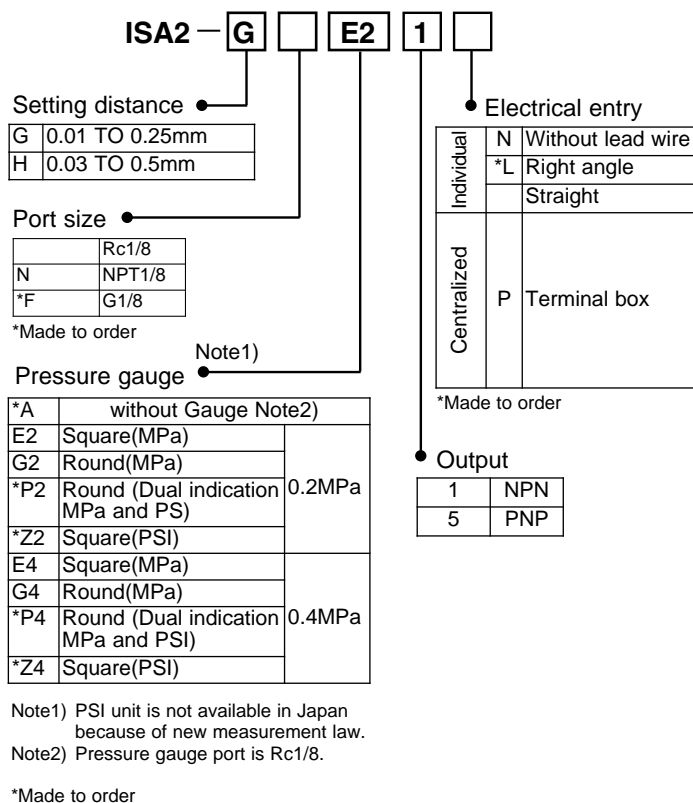 ISA2 – G E2 1
Setting distance
G 0.01 TO 0.25mm
H 0.03 TO 0.5mm
Port size
Rc1/8
N NPT1/8
*F G1/8
*Made to order
Note1)
Pressure gauge
*A without Gauge Note2)
E2 Square(MPa)
G2 Round(MPa)
*P2 Round (Dual indication
MPa and PS)
*Z2 Square(PSI)
0.2MPa
E4 Square(MPa)
G4 Round(MPa)
*P4 Round (Dual indication
MPa and PSI)
*Z4 Square(PSI)
0.4MPa
Note1) PSI unit is not available in Japan
because of new measurement law.
Note2) Pressure gauge port is Rc1/8.
*Made to order
Electrical entry
Individual
N Without lead wire
*L Right angle
Straight
Centralized
P Terminal box
*Made to order
Output
1 NPN
5 PNP